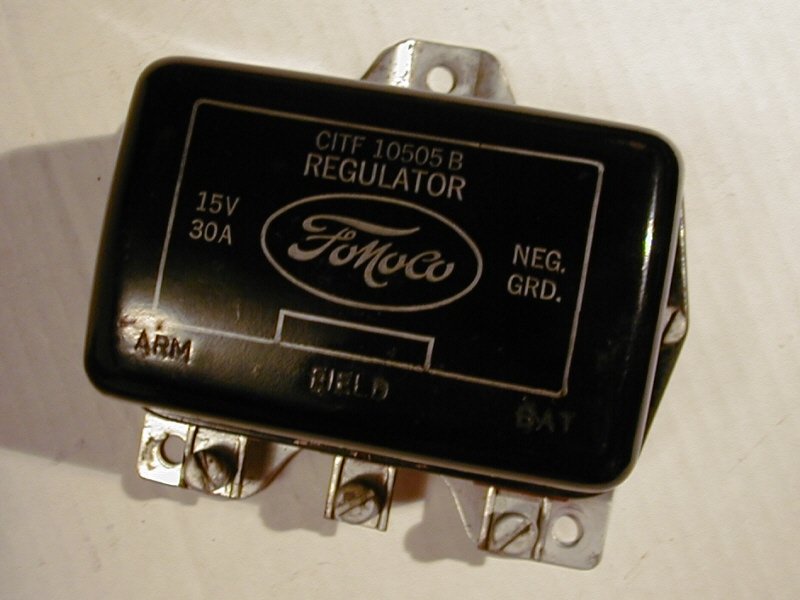 CITF 10505 B
REGULATOR
15V
30A
FoMoCo
NEG.
GRD.
ARM
FIELD
BAT